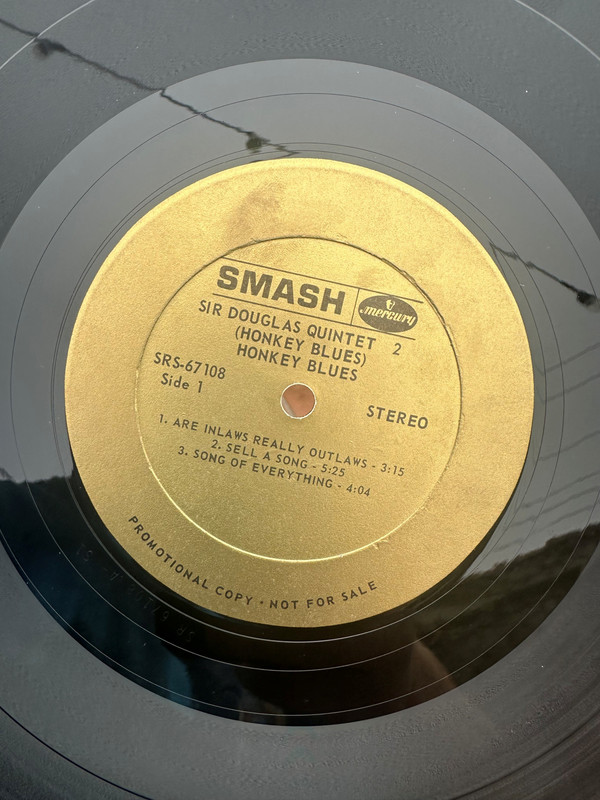 SMASH
mercury
SIR DOUGLAS QUINTET + 2
(HONKEY BLUES)
HONKEY BLUES
SRS-67108
Side 1
STEREO
1. ARE INLAWS REALLY OUTLAWS - 3:15
2. SELL A SONG - 5:25
3. SONG OF EVERYTHING - 4:04
PROMOTIONAL COPY · NOT FOR SALE